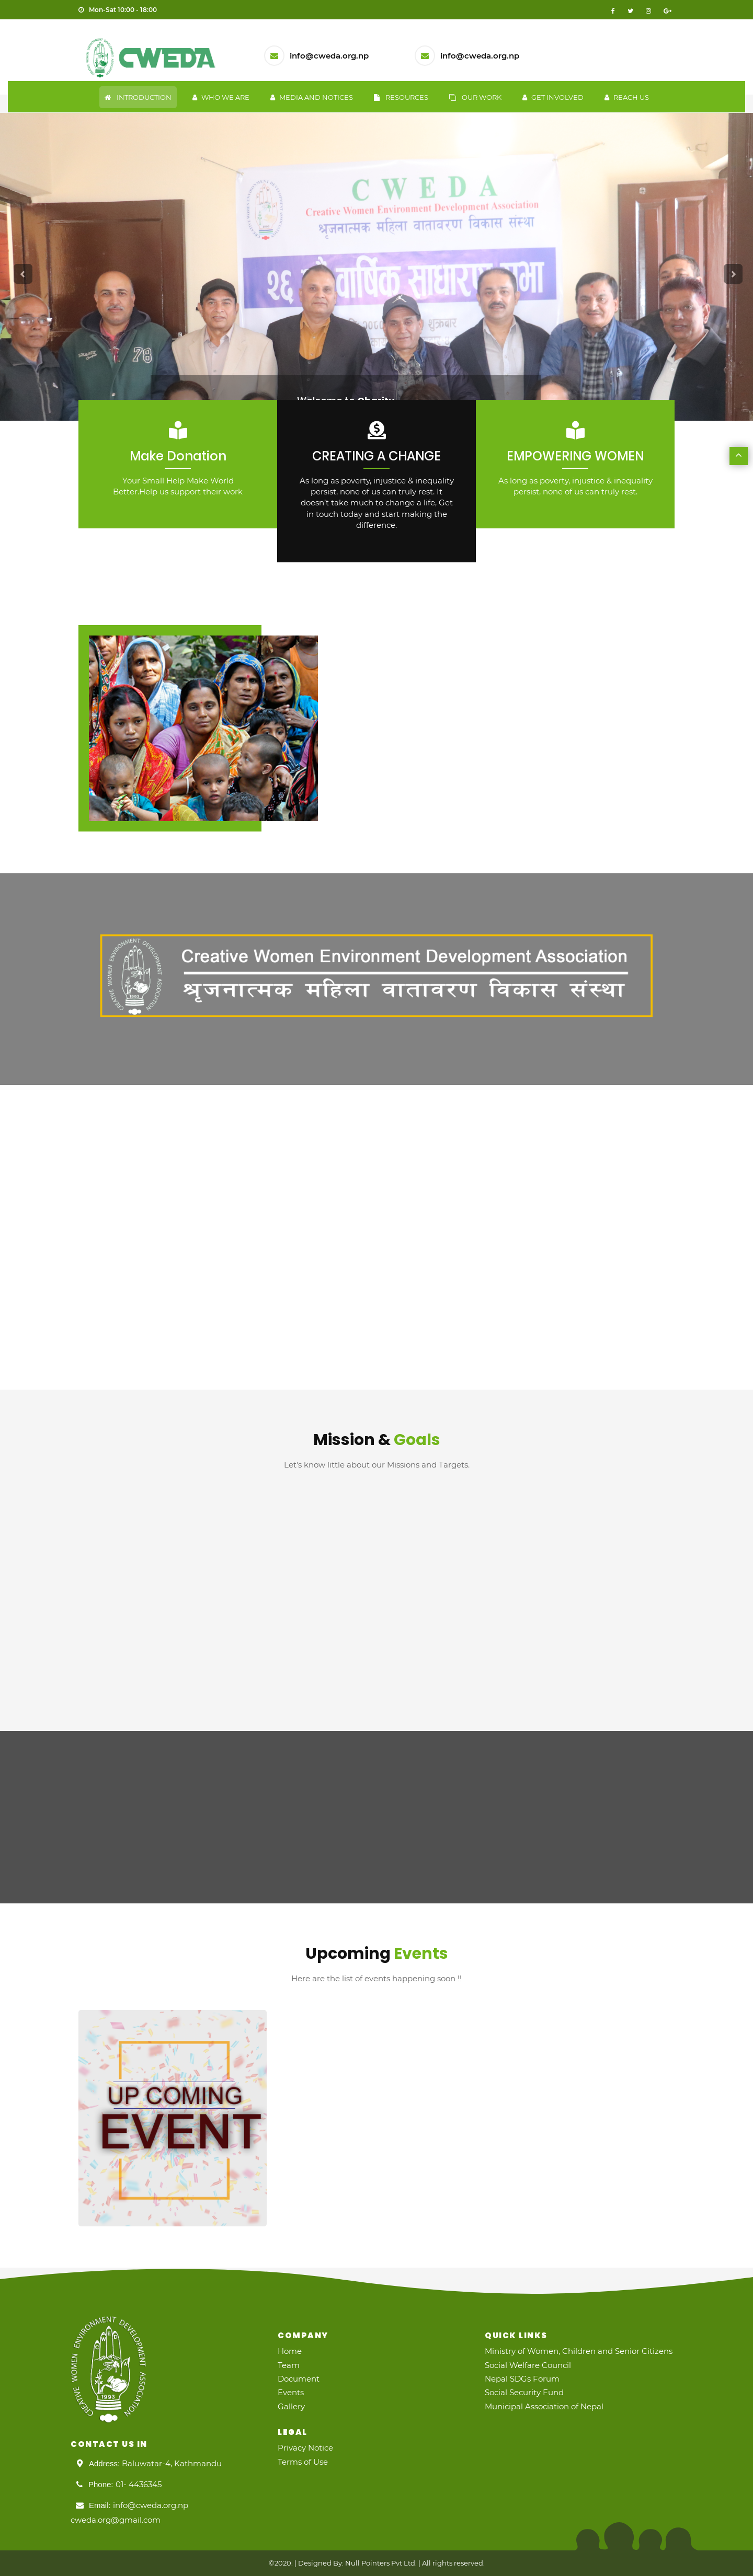 Mon-Sat 10:00 - 18:00
CWEDA
info@cweda.org.np
info@cweda.org.np
INTRODUCTION
WHO WE ARE
MEDIA AND NOTICES
RESOURCES
OUR WORK
GET INVOLVED
REACH US
CWEDA
Creative Women Environment Development Association
श्रृजनात्मक महिला वातावरण विकास संस्था
२६ औं वार्षिक साधारण सभा
78
Welcome to Charity
Make Donation
Your Small Help Make World
Better.Help us support their work
CREATING A CHANGE
As long as poverty, injustice & inequality
persist, none of us can truly rest. It
doesn't take much to change a life, Get
in touch today and start making the
difference.
EMPOWERING WOMEN
As long as poverty, injustice & inequality
persist, none of us can truly rest.
CREATIVE WOMEN ENVIRONMENT DEVELOPMENT ASSOCIATION
Creative Women Environment Development Association
श्रृजनात्मक महिला वातावरण विकास संस्था
Mission & Goals
Let's know little about our Missions and Targets.
Upcoming Events
Here are the list of events happening soon !!
UP COMING
EVENT
CREATIVE WOMEN ENVIRONMENT DEVELOPMENT ASSOCIATION
1993
CONTACT US IN
Address: Baluwatar-4, Kathmandu
Phone: 01- 4436345
Email: info@cweda.org.np
cweda.org@gmail.com
COMPANY
Home
Team
Document
Events
Gallery
LEGAL
Privacy Notice
Terms of Use
QUICK LINKS
Ministry of Women, Children and Senior Citizens
Social Welfare Council
Nepal SDGs Forum
Social Security Fund
Municipal Association of Nepal
©2020. | Designed By: Null Pointers Pvt.Ltd. | All rights reserved.